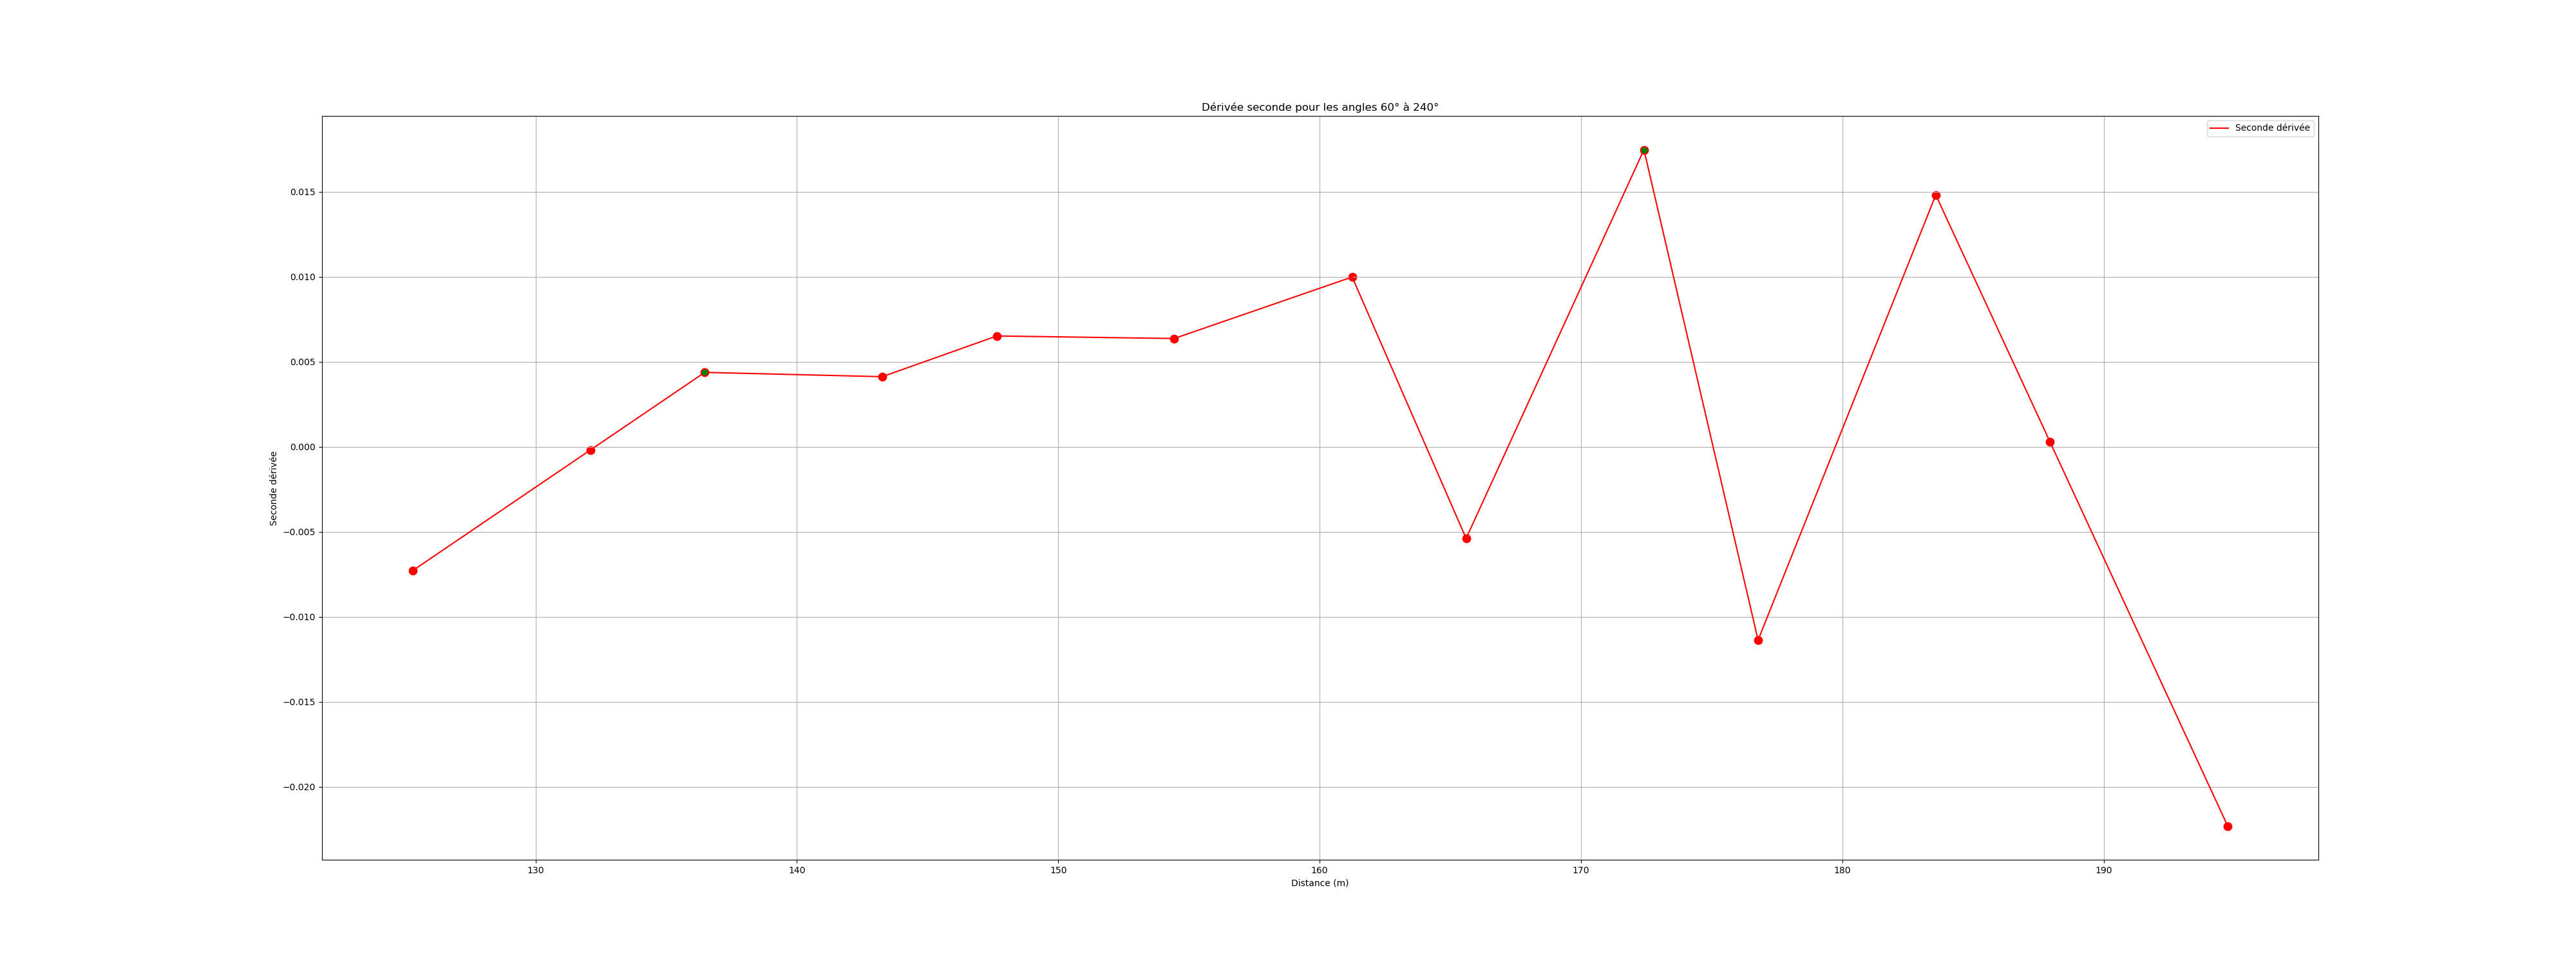 Dérivée seconde pour les angles 60° à 240°
Seconde dérivée
0.015
0.010
0.005
0.000
−0.005
−0.010
−0.015
−0.020
Seconde dérivée
130 140 150 160 170 180 190
Distance (m)